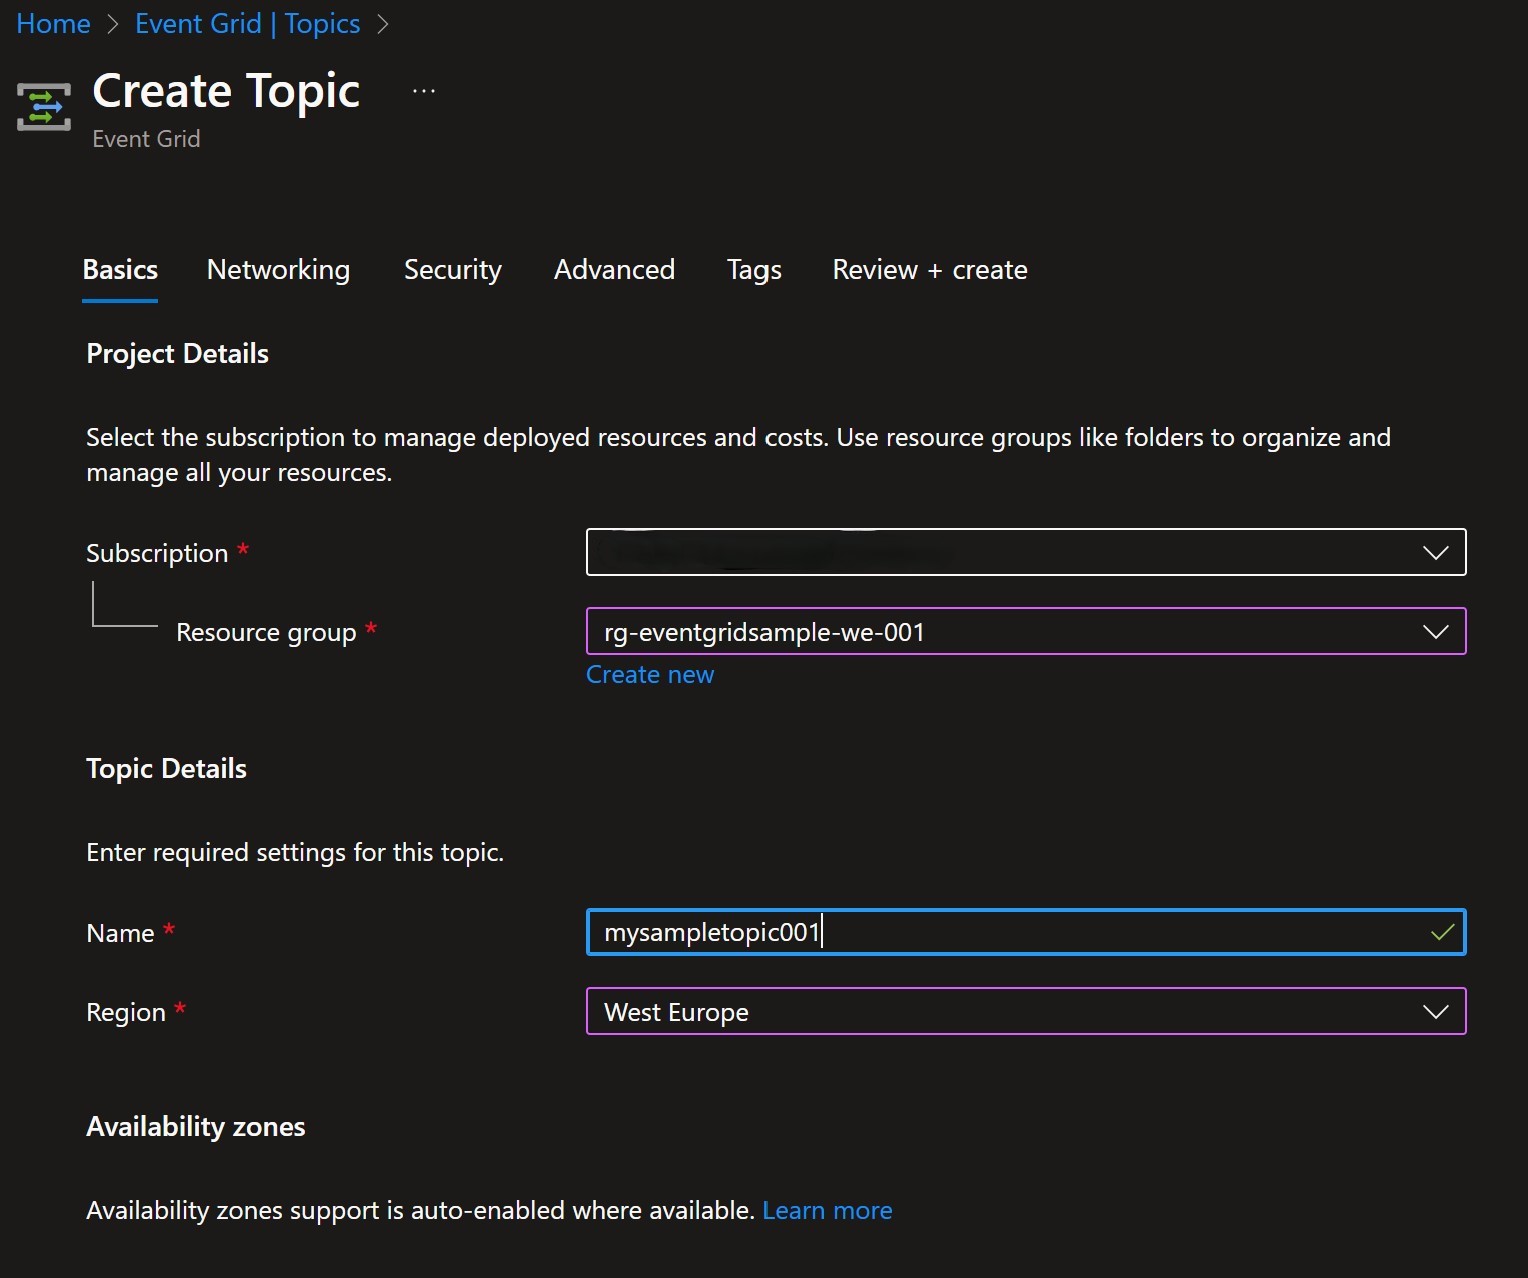 Home > Event Grid | Topics >
Create Topic ...
Event Grid
Basics Networking Security Advanced Tags Review + create
Project Details
Select the subscription to manage deployed resources and costs. Use resource groups like folders to organize and
manage all your resources.
Subscription *
Resource group * rg-eventgridsample-we-001
Create new
Topic Details
Enter required settings for this topic.
Name * mysampletopic001
Region * West Europe
Availability zones
Availability zones support is auto-enabled where available. Learn more